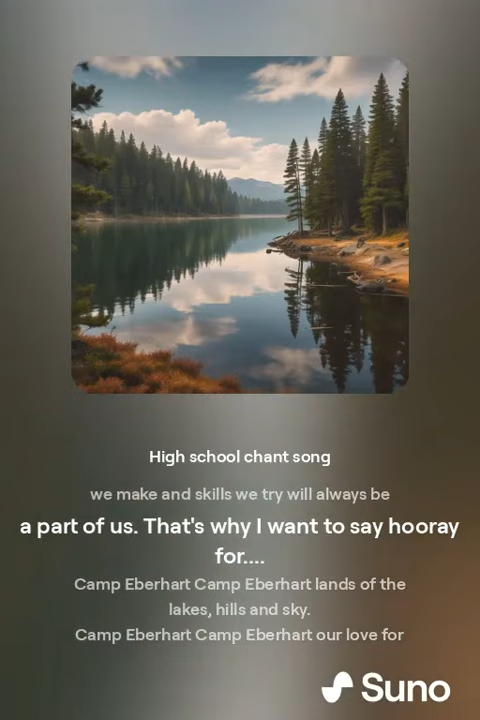 High school chant song
we make and skills we try will always be
a part of us. That's why I want to say hooray
for....
Camp Eberhart Camp Eberhart lands of the
lakes, hills and sky.
Camp Eberhart Camp Eberhart our love for
Suno